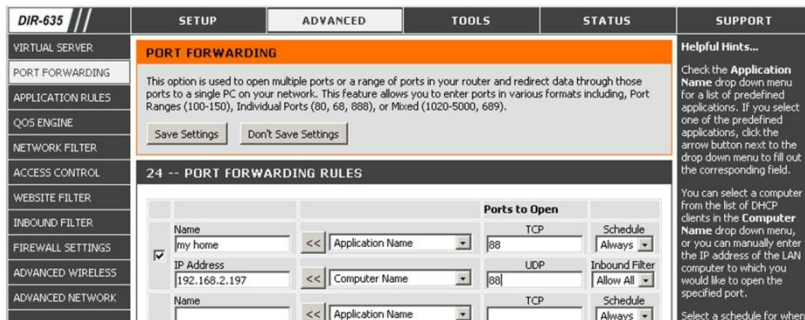 DIR-635
SETUP
ADVANCED
TOOLS
STATUS
SUPPORT
VIRTUAL SERVER
PORT FORWARDING
APPLICATION RULES
QOS ENGINE
NETWORK FILTER
ACCESS CONTROL
WEBSITE FILTER
INBOUND FILTER
FIREWALL SETTINGS
ADVANCED WIRELESS
ADVANCED NETWORK
PORT FORWARDING
This option is used to open multiple ports or a range of ports in your router and redirect data through those
ports to a single PC on your network. This feature allows you to enter ports in various formats including, Port
Ranges (100-150), Individual Ports (80, 68, 888), or Mixed (1020-5000, 689).
Save Settings
Don't Save Settings
24 -- PORT FORWARDING RULES
Ports to Open
Name
TCP
Schedule
my home
<<
Application Name
88
Always
IP Address
UDP
Inbound Filter
192.168.2.197
<<
Computer Name
88
Allow All
Name
TCP
Schedule
<<
Application Name
Always
Helpful Hints...
Check the Application
Name drop down menu
for a list of predefined
applications. If you select
one of the predefined
applications, click the
arrow button next to the
drop down menu to fill out
the corresponding field.
You can select a computer
from the list of DHCP
clients in the Computer
Name drop down menu,
or you can manually enter
the IP address of the LAN
computer to which you
would like to open the
specified port.
Select a schedule for when